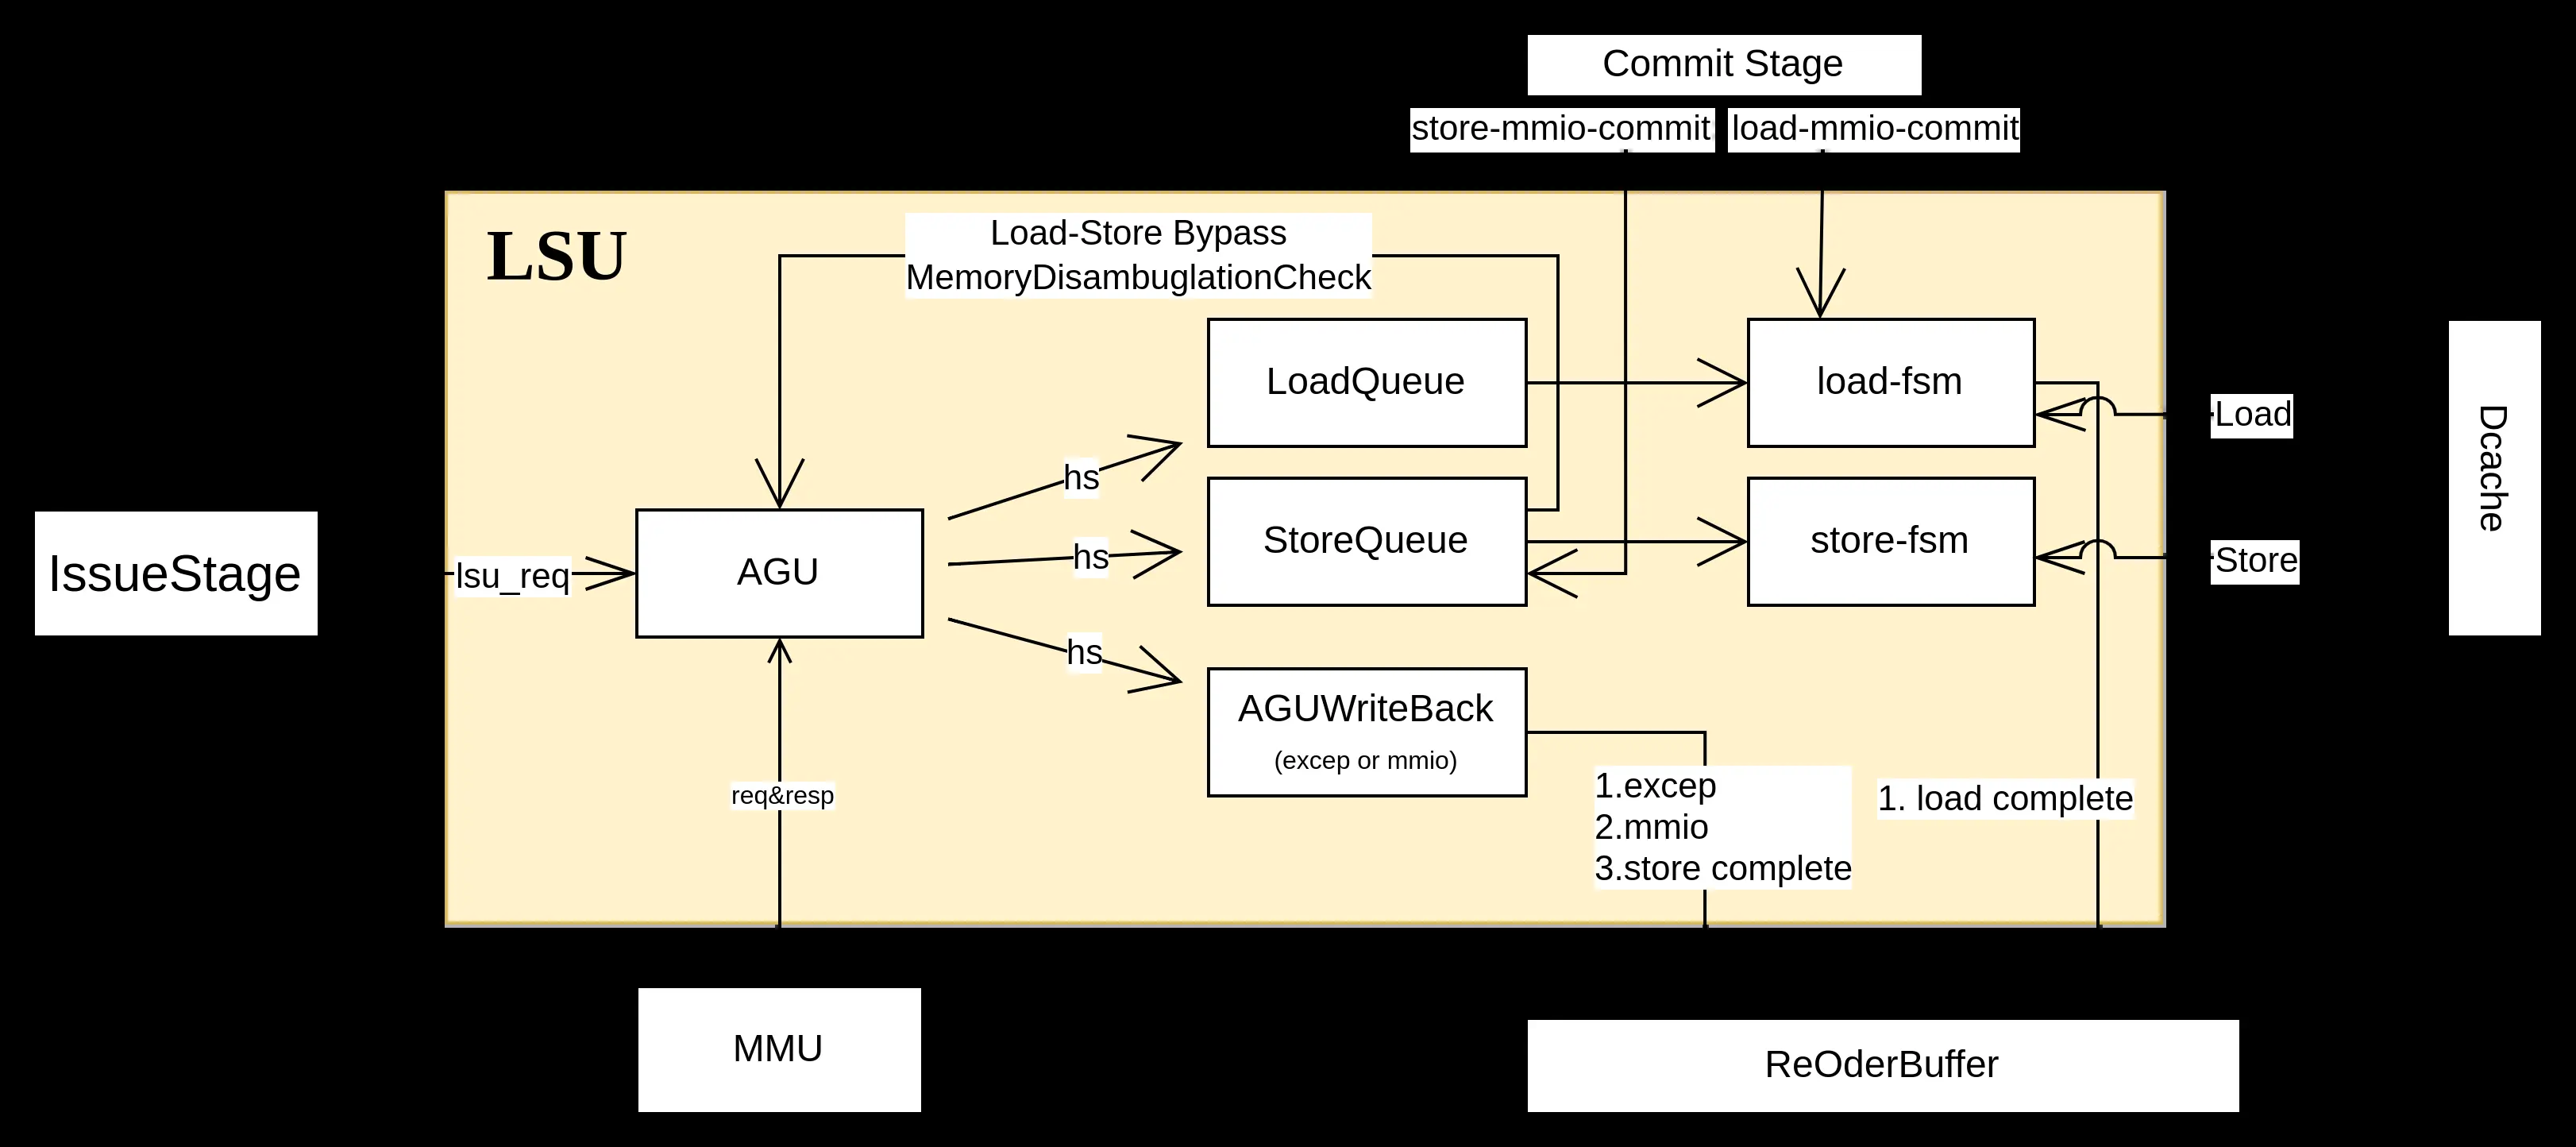 Commit Stage
store-mmio-commit
load-mmio-commit
LSU
Load-Store Bypass
MemoryDisambuglationCheck
LoadQueue
load-fsm
Load
Dcache
hs
IssueStage
lsu_req
AGU
hs
StoreQueue
store-fsm
Store
hs
AGUWriteBack
(excep or mmio)
req&resp
1.excep
2.mmio
3.store complete
1. load complete
MMU
ReOderBuffer